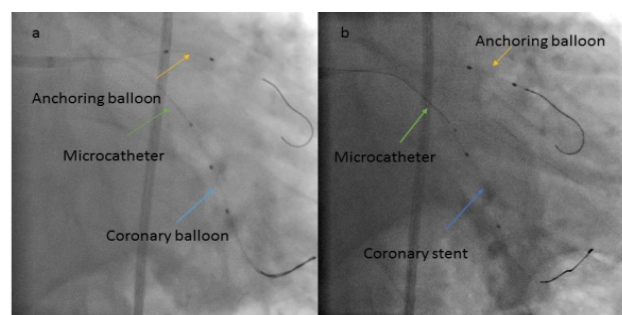 a
Anchoring balloon
Microcatheter
Coronary balloon
b
Anchoring balloon
Microcatheter
Coronary stent